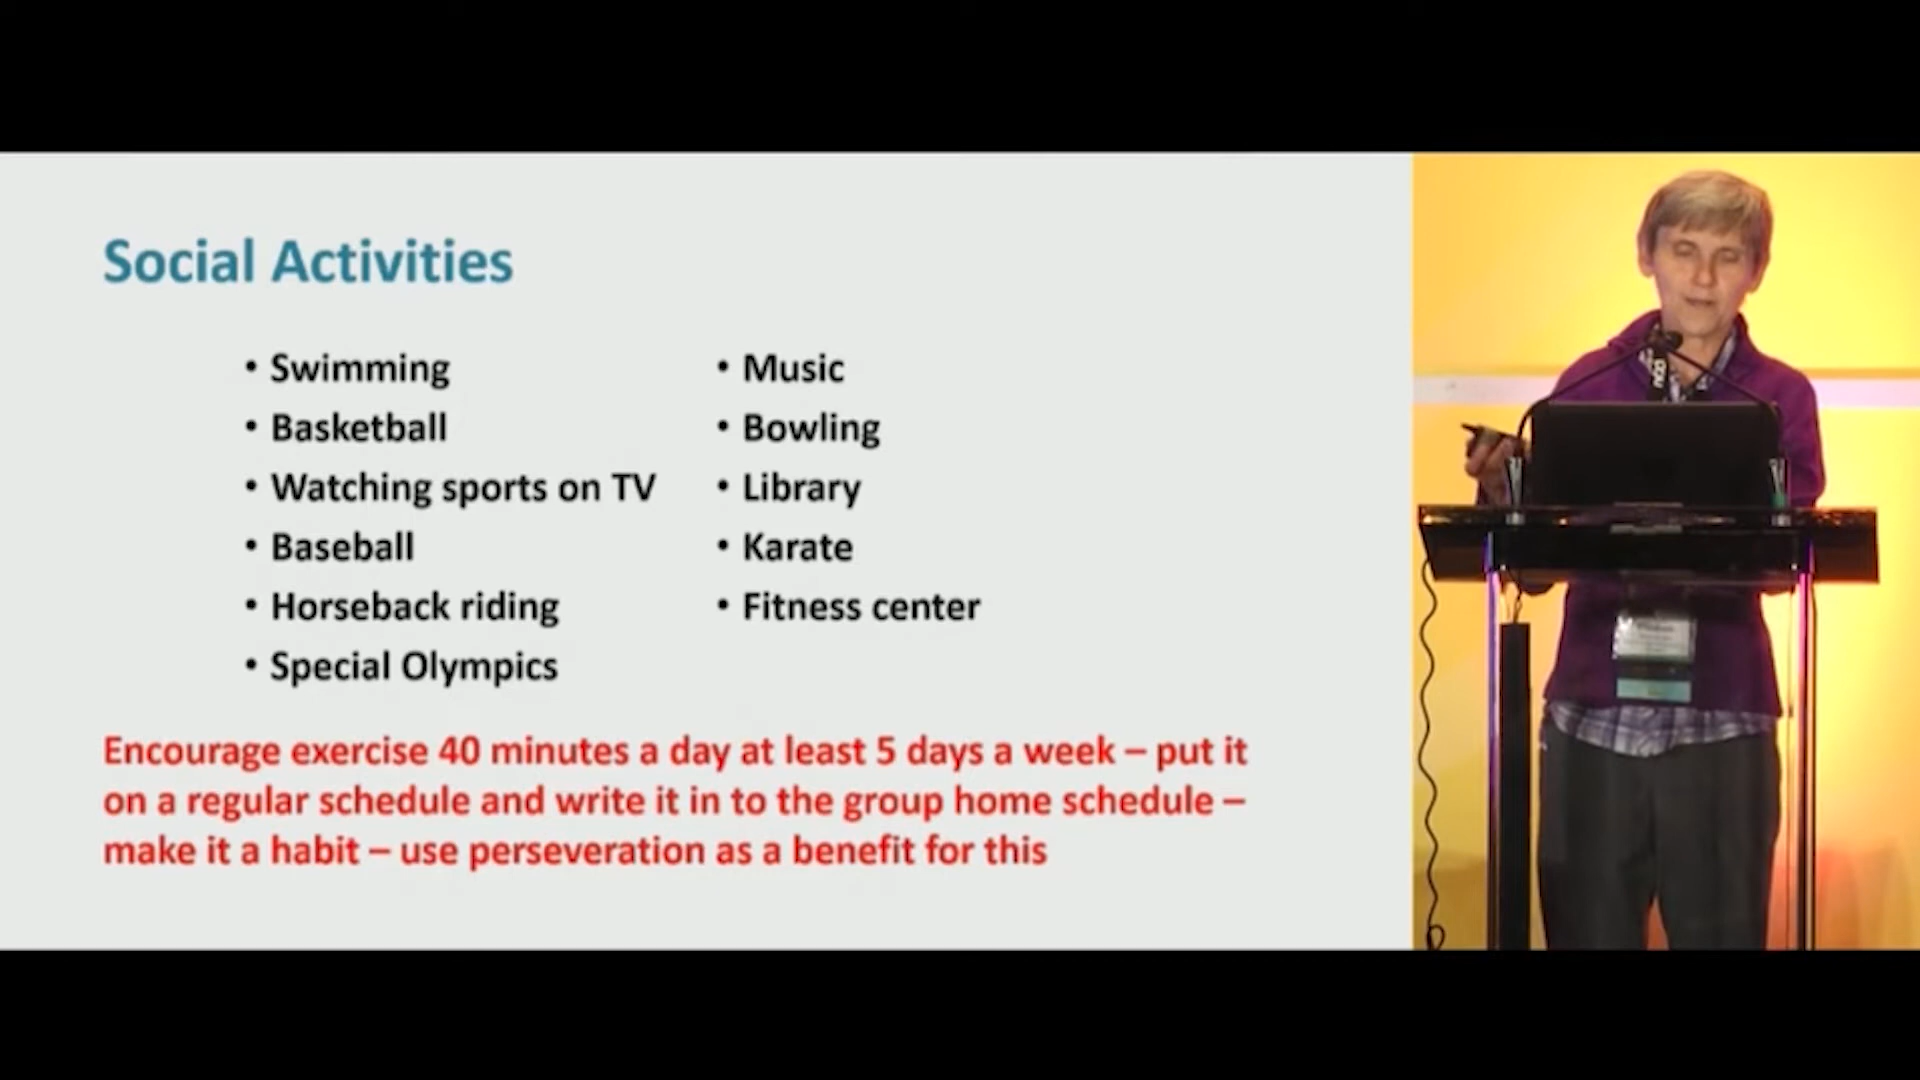 Social Activities
• Swimming
• Basketball
• Watching sports on TV
• Baseball
• Horseback riding
• Special Olympics
• Music
• Bowling
• Library
• Karate
• Fitness center
Encourage exercise 40 minutes a day at least 5 days a week – put it
on a regular schedule and write it in to the group home schedule –
make it a habit – use perseveration as a benefit for this